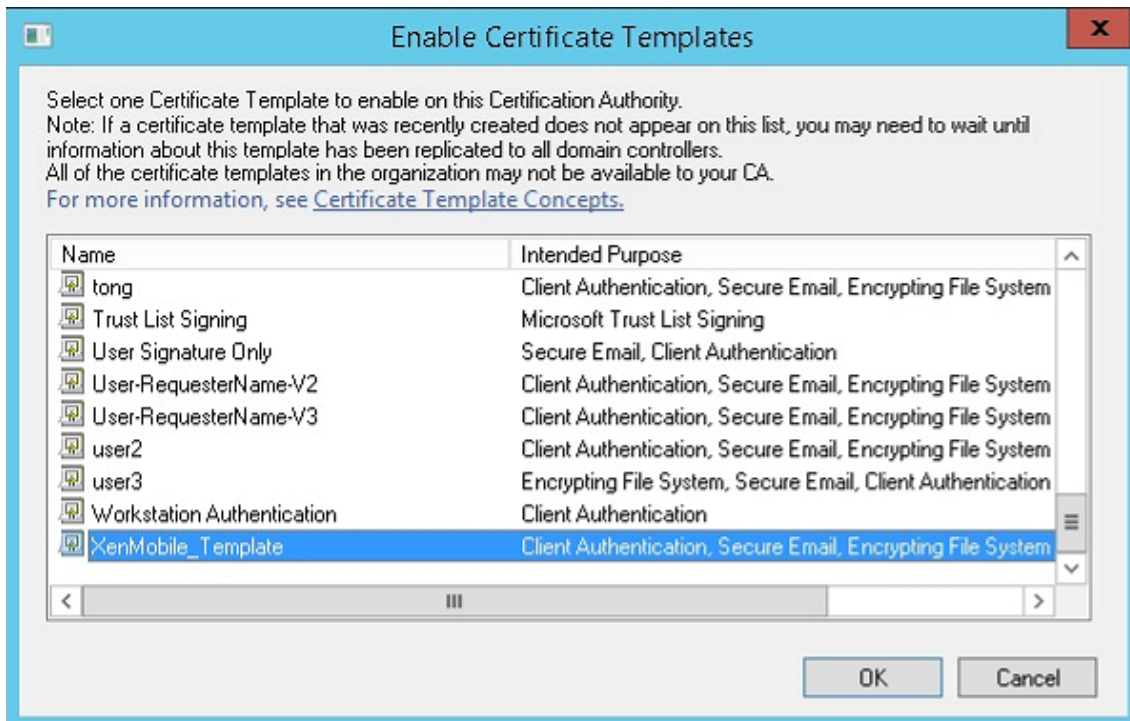 Enable Certificate Templates
x
Select one Certificate Template to enable on this Certification Authority.
Note: If a certificate template that was recently created does not appear on this list, you may need to wait until
information about this template has been replicated to all domain controllers.
All of the certificate templates in the organization may not be available to your CA.
For more information, see Certificate Template Concepts.
Name Intended Purpose
tong Client Authentication, Secure Email, Encrypting File System
Trust List Signing Microsoft Trust List Signing
User Signature Only Secure Email, Client Authentication
User-RequesterName-V2 Client Authentication, Secure Email, Encrypting File System
User-RequesterName-V3 Client Authentication, Secure Email, Encrypting File System
user2 Client Authentication, Secure Email, Encrypting File System
user3 Encrypting File System, Secure Email, Client Authentication
Workstation Authentication Client Authentication
XenMobile_Template Client Authentication, Secure Email, Encrypting File System
OK Cancel